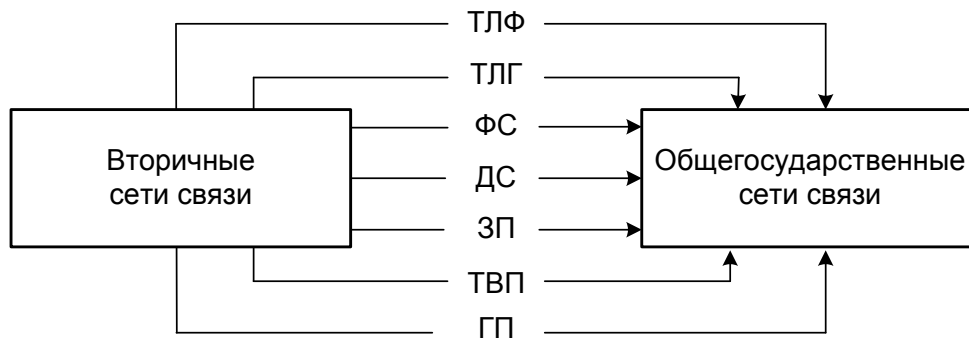 ТЛФ
ТЛГ
ФС
ДС
ЗП
ТВП
ГП
Вторичные
сети связи
Общегосударственные
сети связи